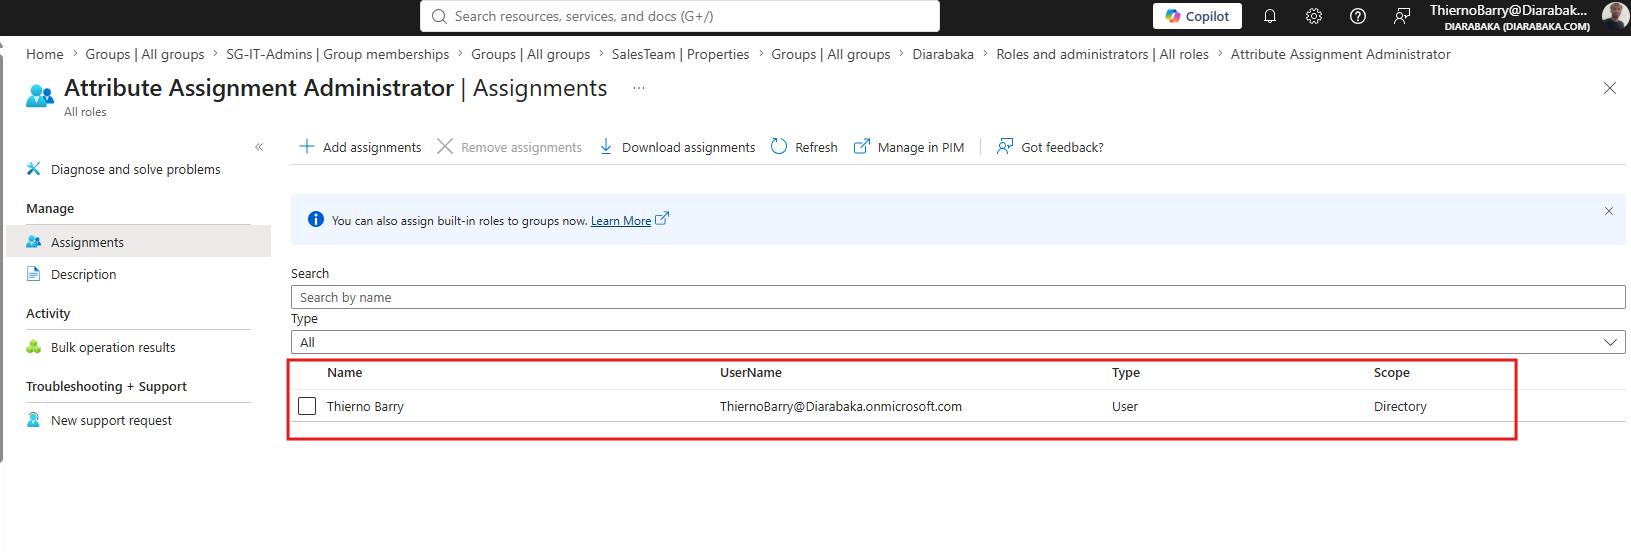 Search resources, services, and docs (G+/)
Copilot
ThiernoBarry@Diarabak...
DIARABAKA (DIARABAKA.COM)
Home > Groups | All groups > SG-IT-Admins | Group memberships > Groups | All groups > SalesTeam | Properties > Groups | All groups > Diarabaka > Roles and administrators | All roles > Attribute Assignment Administrator
Attribute Assignment Administrator | Assignments ...
All roles
Diagnose and solve problems
Manage
Assignments
Description
Activity
Bulk operation results
Troubleshooting + Support
New support request
Add assignments Remove assignments Download assignments Refresh Manage in PIM Got feedback?
You can also assign built-in roles to groups now. Learn More
Search
Search by name
Type
All
Name UserName Type Scope
Thierno Barry ThiernoBarry@Diarabaka.onmicrosoft.com User Directory